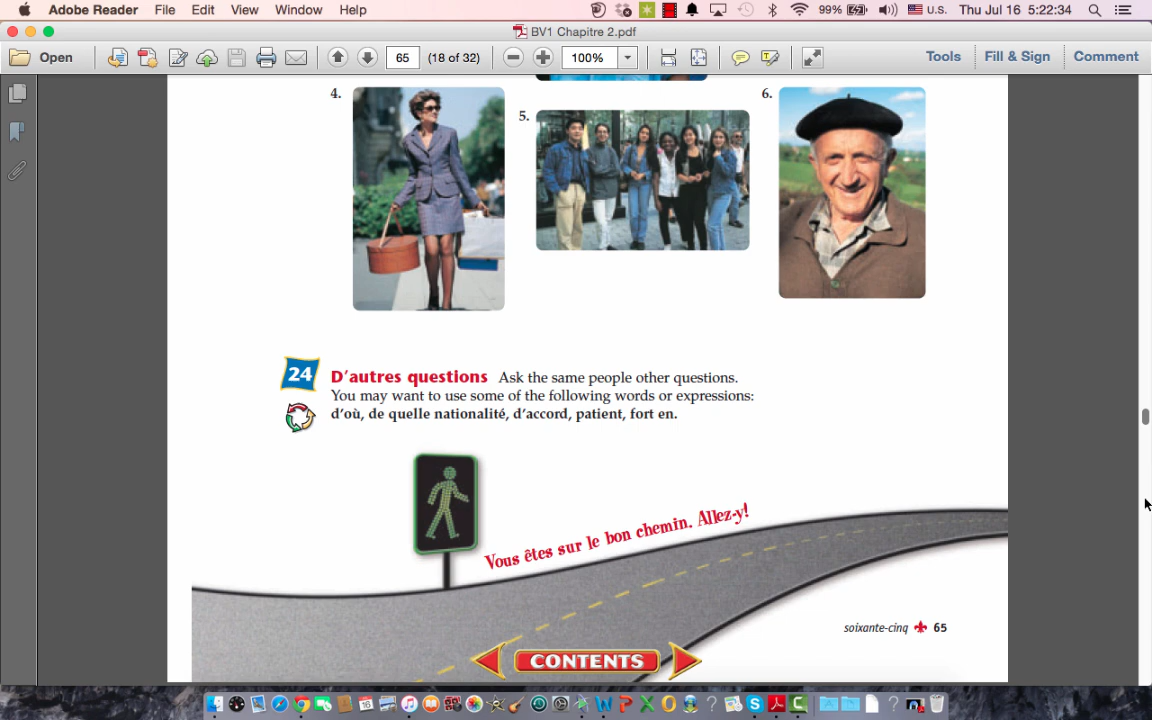 Adobe Reader File Edit View Window Help 99% U.S. Thu Jul 16 5:22:34
BV1 Chapitre 2.pdf
Open 65 (18 of 32) 100% Tools Fill & Sign Comment
4.
5.
6.
24
D'autres questions Ask the same people other questions.
You may want to use some of the following words or expressions:
d'où, de quelle nationalité, d'accord, patient, fort en.
Vous êtes sur le bon chemin. Allez-y!
soixante-cinq 65
CONTENTS